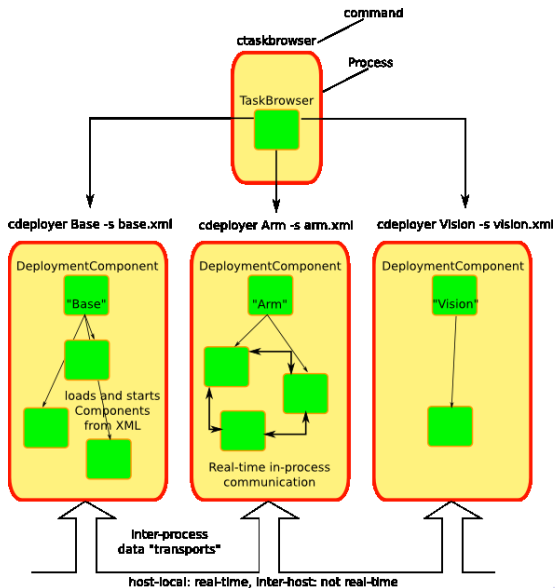 command
ctaskbrowser
Process
TaskBrowser
cdeployer Base -s base.xml
cdeployer Arm -s arm.xml
cdeployer Vision -s vision.xml
DeploymentComponent
DeploymentComponent
DeploymentComponent
"Base"
"Arm"
"Vision"
loads and starts
Components
from XML
Real-time in-process
communication
Inter-process
data "transports"
host-local: real-time, inter-host: not real-time